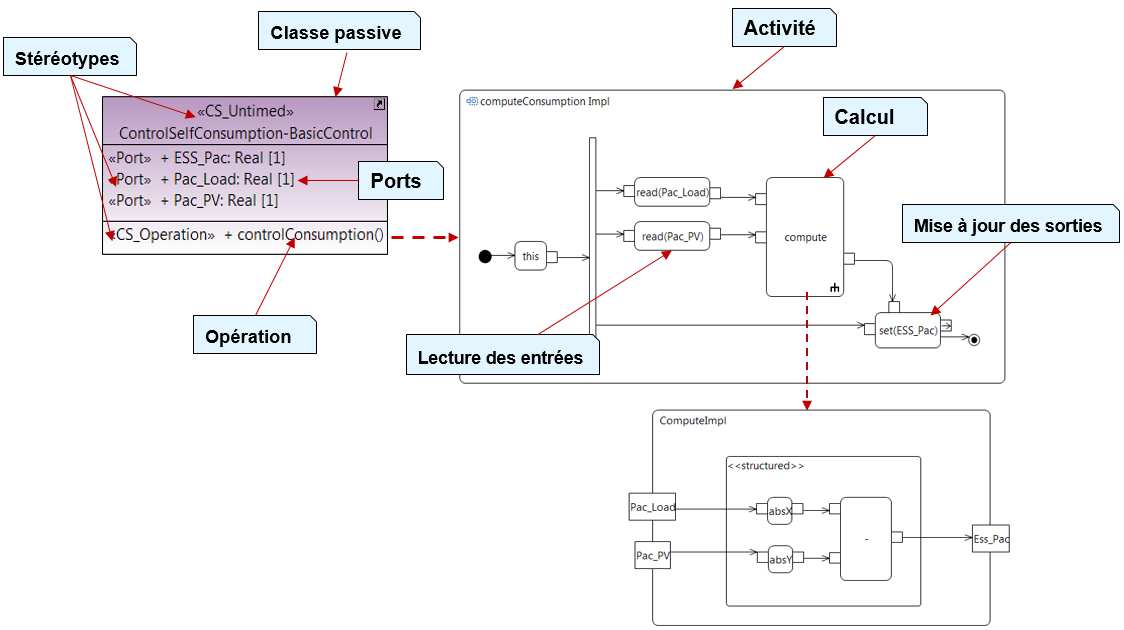 Stéréotypes
Classe passive
Activité
«CS_Untimed»
ControlSelfConsumption-BasicControl
«Port» + ESS_Pac: Real [1]
«Port» + Pac_Load: Real [1]
«Port» + Pac_PV: Real [1]
«CS_Operation» + controlConsumption()
Ports
Opération
computeConsumption Impl
Calcul
read(Pac_Load)
read(Pac_PV)
this
compute
Mise à jour des sorties
set(ESS_Pac)
Lecture des entrées
ComputeImpl
<<structured>>
Pac_Load
absX
-
Ess_Pac
Pac_PV
absY